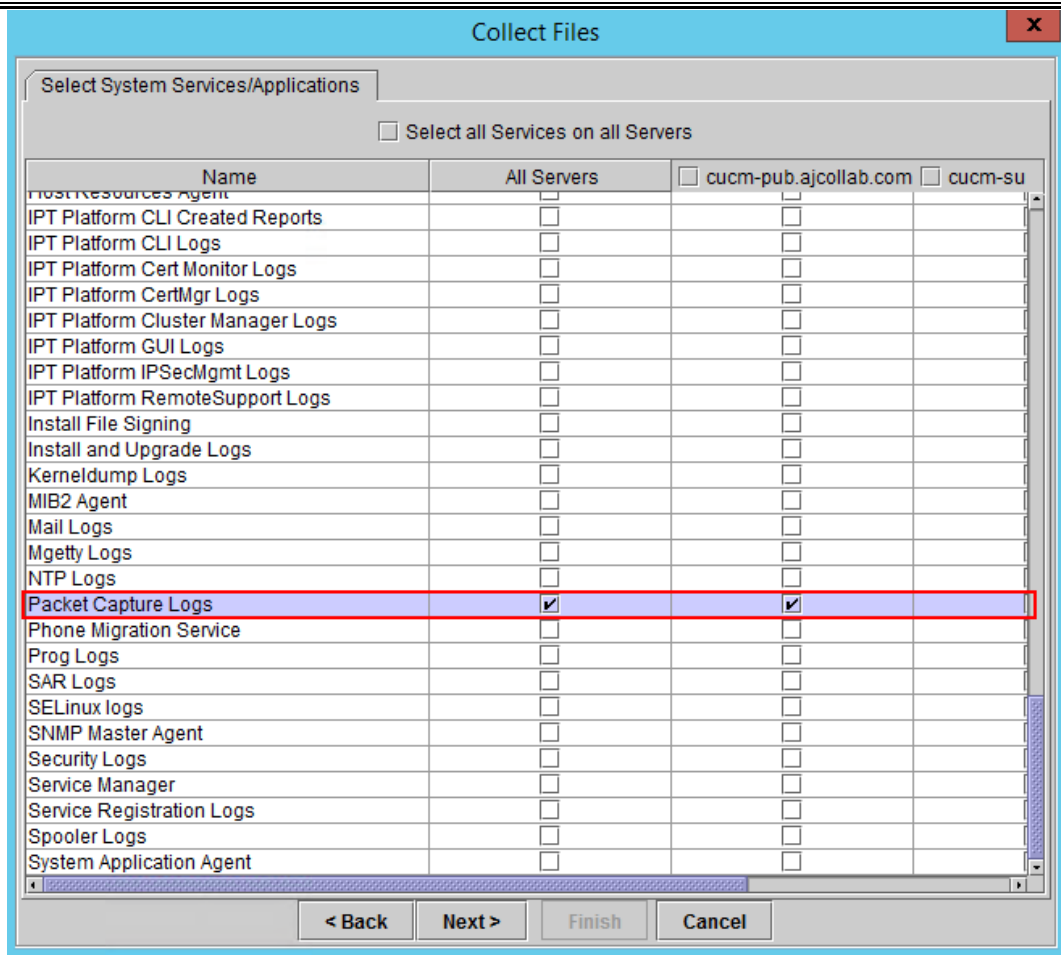 Collect Files
x
Select System Services/Applications
Select all Services on all Servers
Name All Servers cucm-pub.ajcollab.com cucm-su
Host Resources Agent
IPT Platform CLI Created Reports
IPT Platform CLI Logs
IPT Platform Cert Monitor Logs
IPT Platform CertMgr Logs
IPT Platform Cluster Manager Logs
IPT Platform GUI Logs
IPT Platform IPSecMgmt Logs
IPT Platform RemoteSupport Logs
Install File Signing
Install and Upgrade Logs
Kerneldump Logs
MIB2 Agent
Mail Logs
Mgetty Logs
NTP Logs
Packet Capture Logs
Phone Migration Service
Prog Logs
SAR Logs
SELinux logs
SNMP Master Agent
Security Logs
Service Manager
Service Registration Logs
Spooler Logs
System Application Agent
< Back Next > Finish Cancel